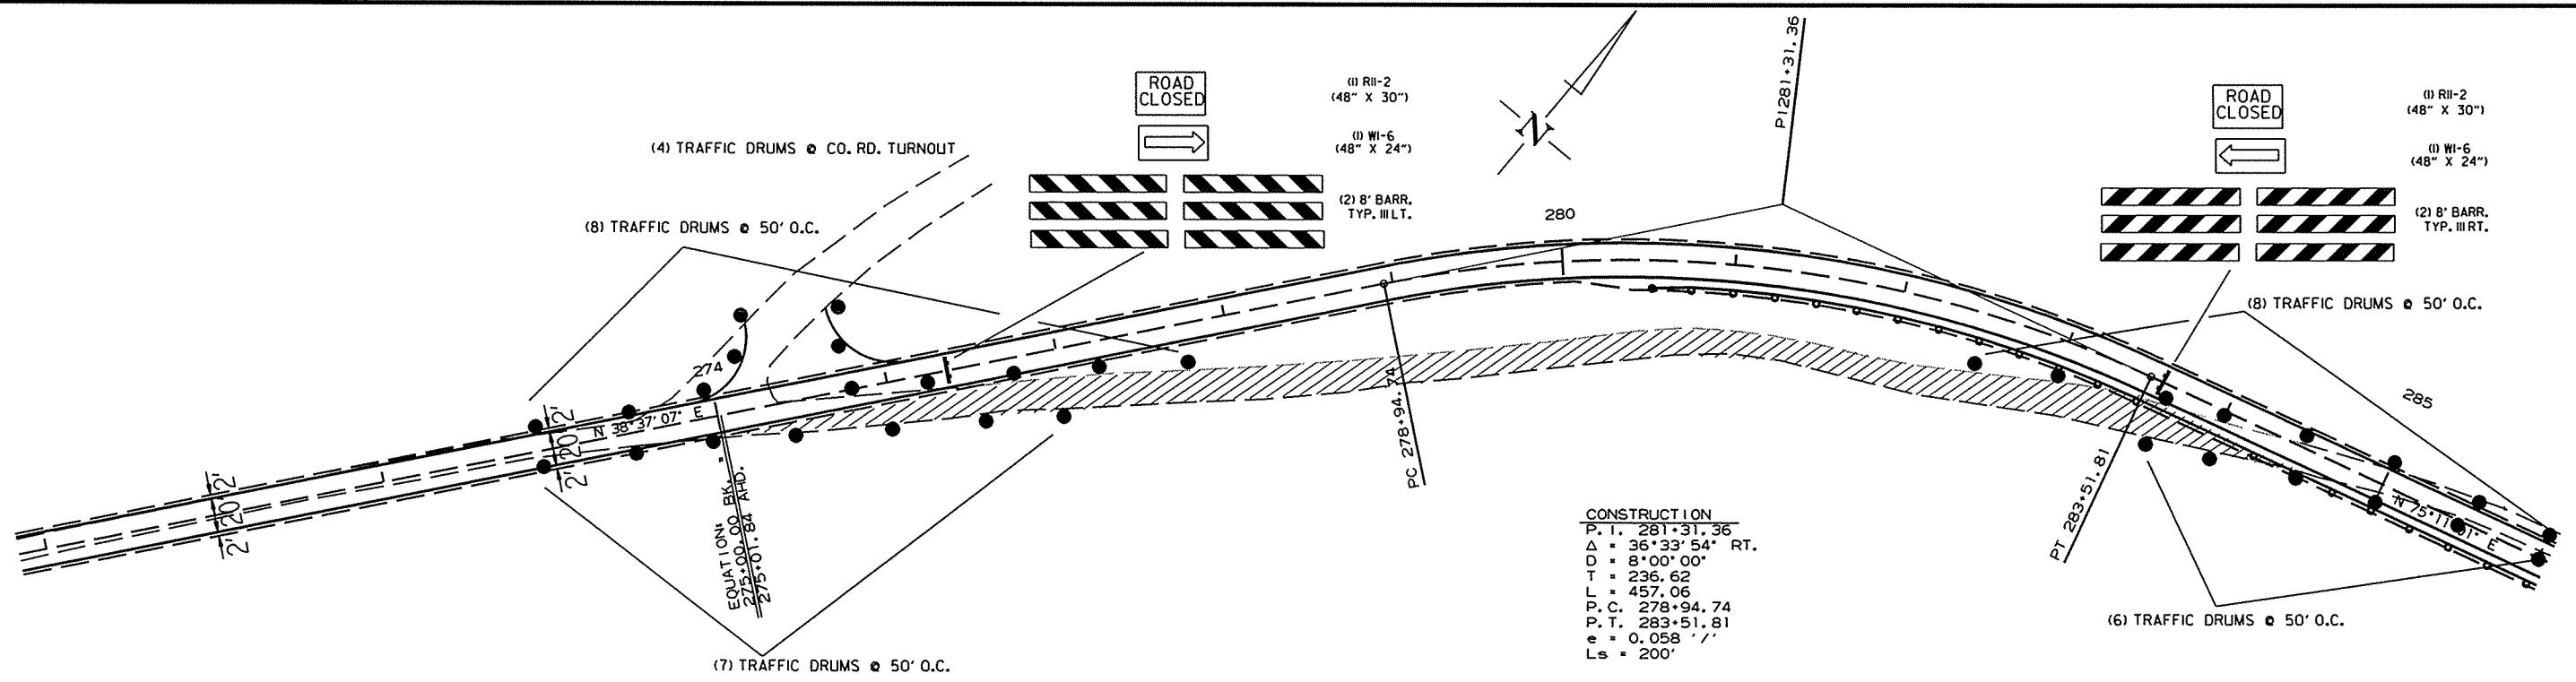 ROAD
CLOSED
(1) R11-2
(48" X 30")
(1) W1-6
(48" X 24")
(2) 8' BARR.
TYP. III LT.
(4) TRAFFIC DRUMS @ CO. RD. TURNOUT
(8) TRAFFIC DRUMS @ 50' O.C.
N
PI 281+31.36
280
ROAD
CLOSED
(1) R11-2
(48" X 30")
(1) W1-6
(48" X 24")
(2) 8' BARR.
TYP. III RT.
(8) TRAFFIC DRUMS @ 50' O.C.
274
285
2'
20'
2'
2'
20'
2'
N 38°37'07" E
EQUATION:
275+00.00 BK.
275+01.84 AHD.
PC 278+94.74
PT 283+51.81
N 75°11'01" E
CONSTRUCTION
P.I. 281+31.36
Δ = 36°33'54" RT.
D = 8°00'00"
T = 236.62
L = 457.06
P.C. 278+94.74
P.T. 283+51.81
e = 0.058 '/'
Ls = 200'
(7) TRAFFIC DRUMS @ 50' O.C.
(6) TRAFFIC DRUMS @ 50' O.C.